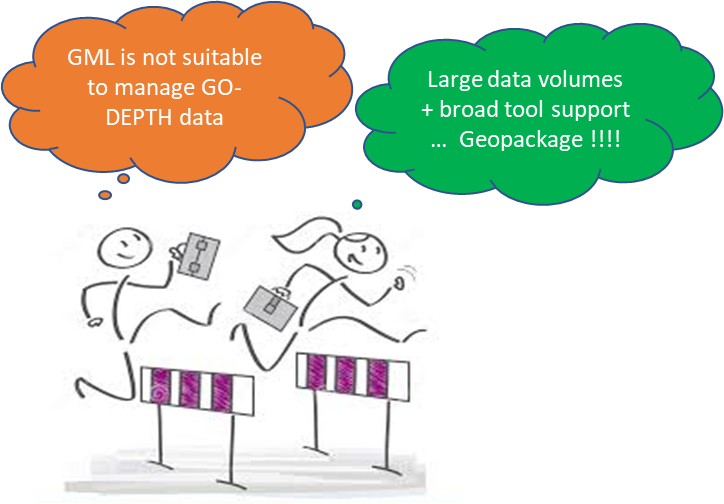 GML is not suitable
to manage GO-
DEPTH data
Large data volumes
+ broad tool support
... Geopackage !!!!